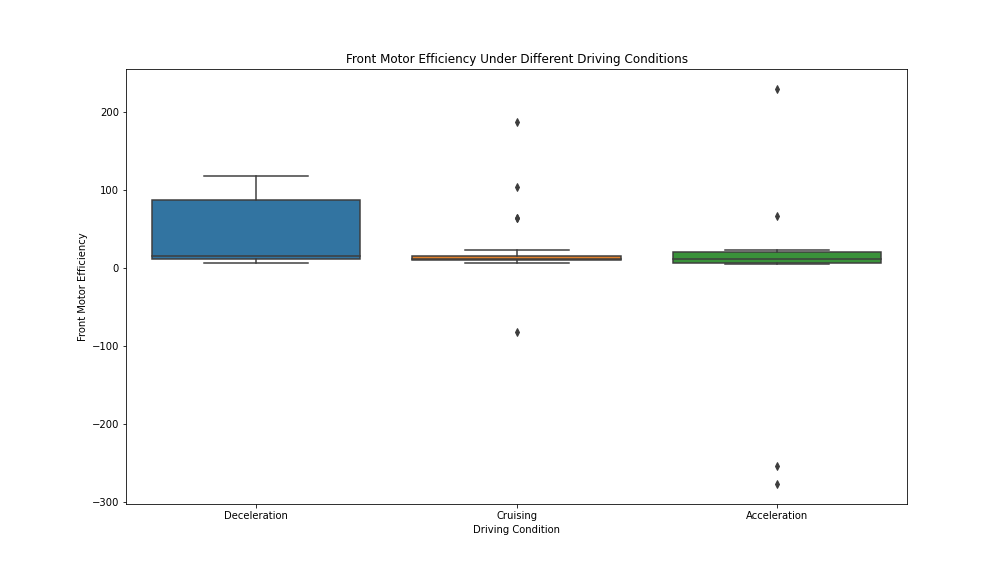 Front Motor Efficiency Under Different Driving Conditions
200
100
0
−100
−200
−300
Front Motor Efficiency
Deceleration Cruising Acceleration
Driving Condition